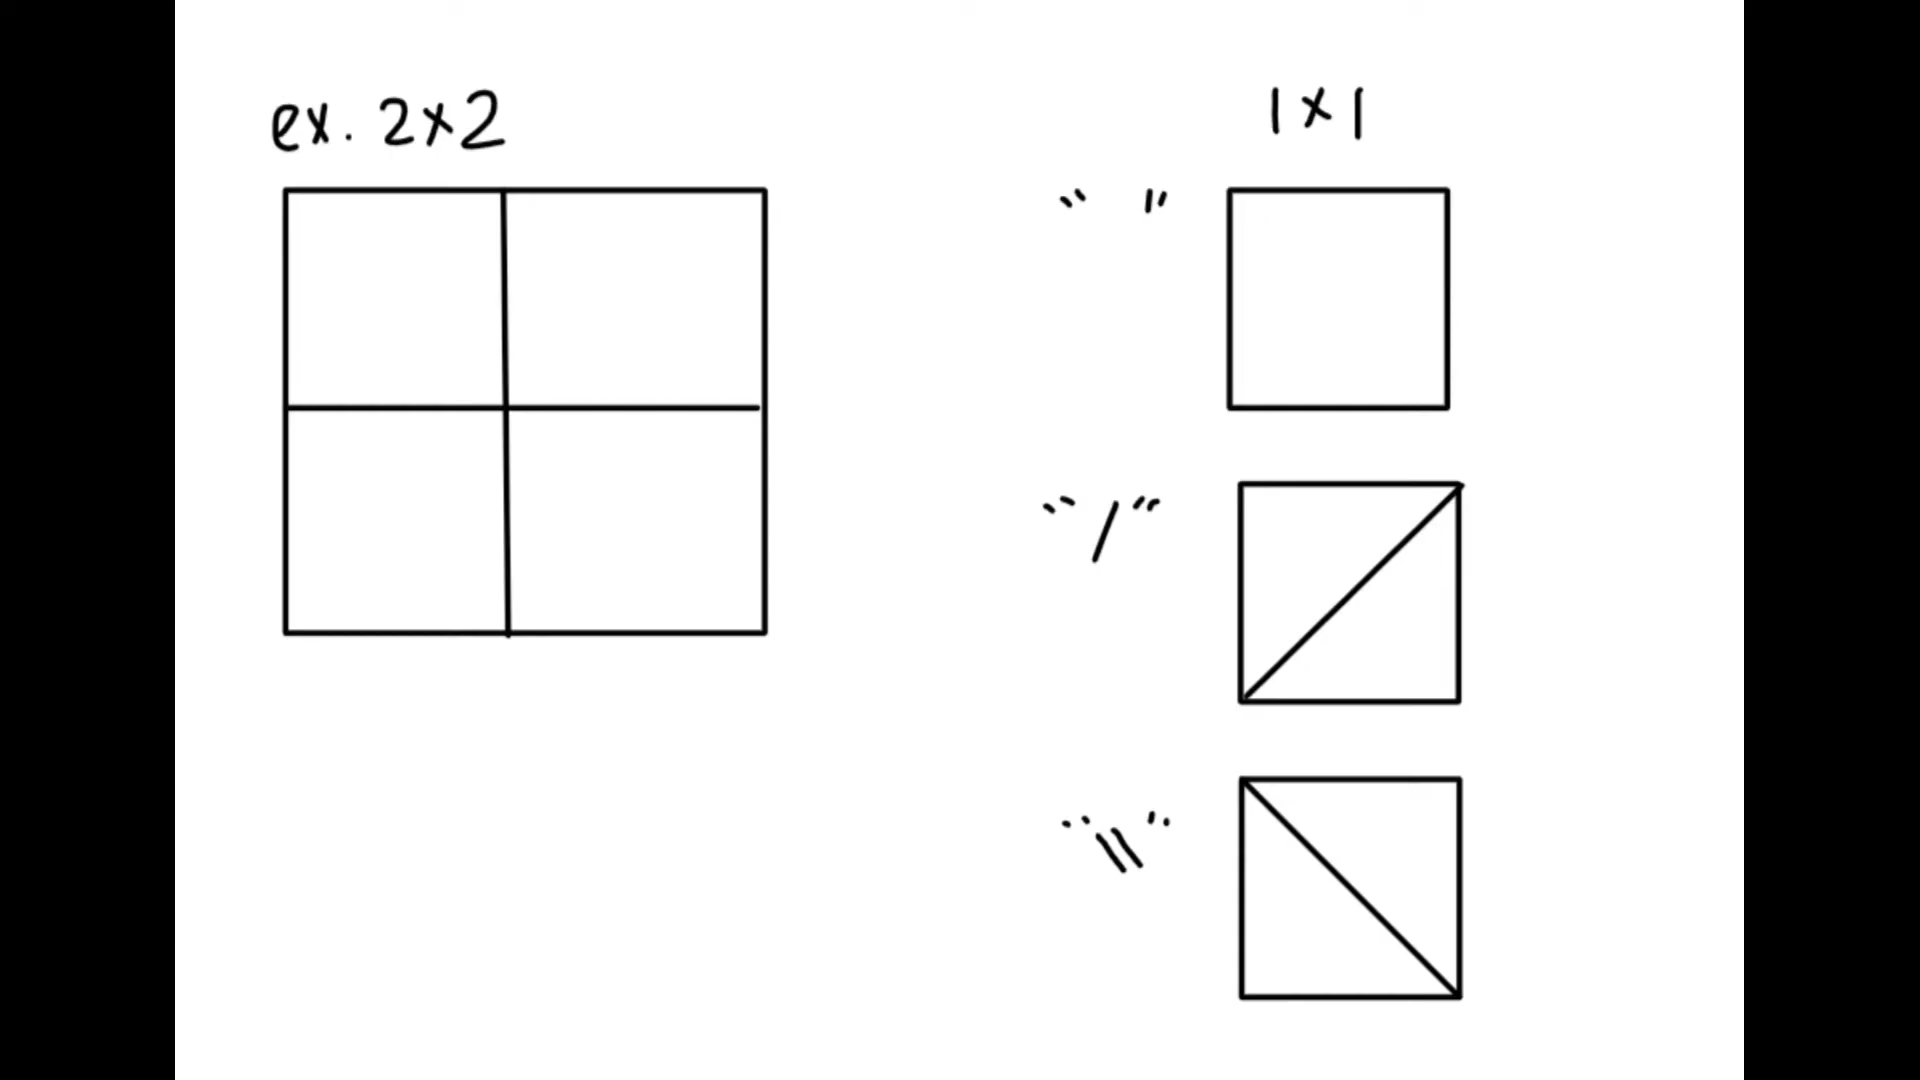 ex. 2x2
1x1
" "
"/"
"\\"